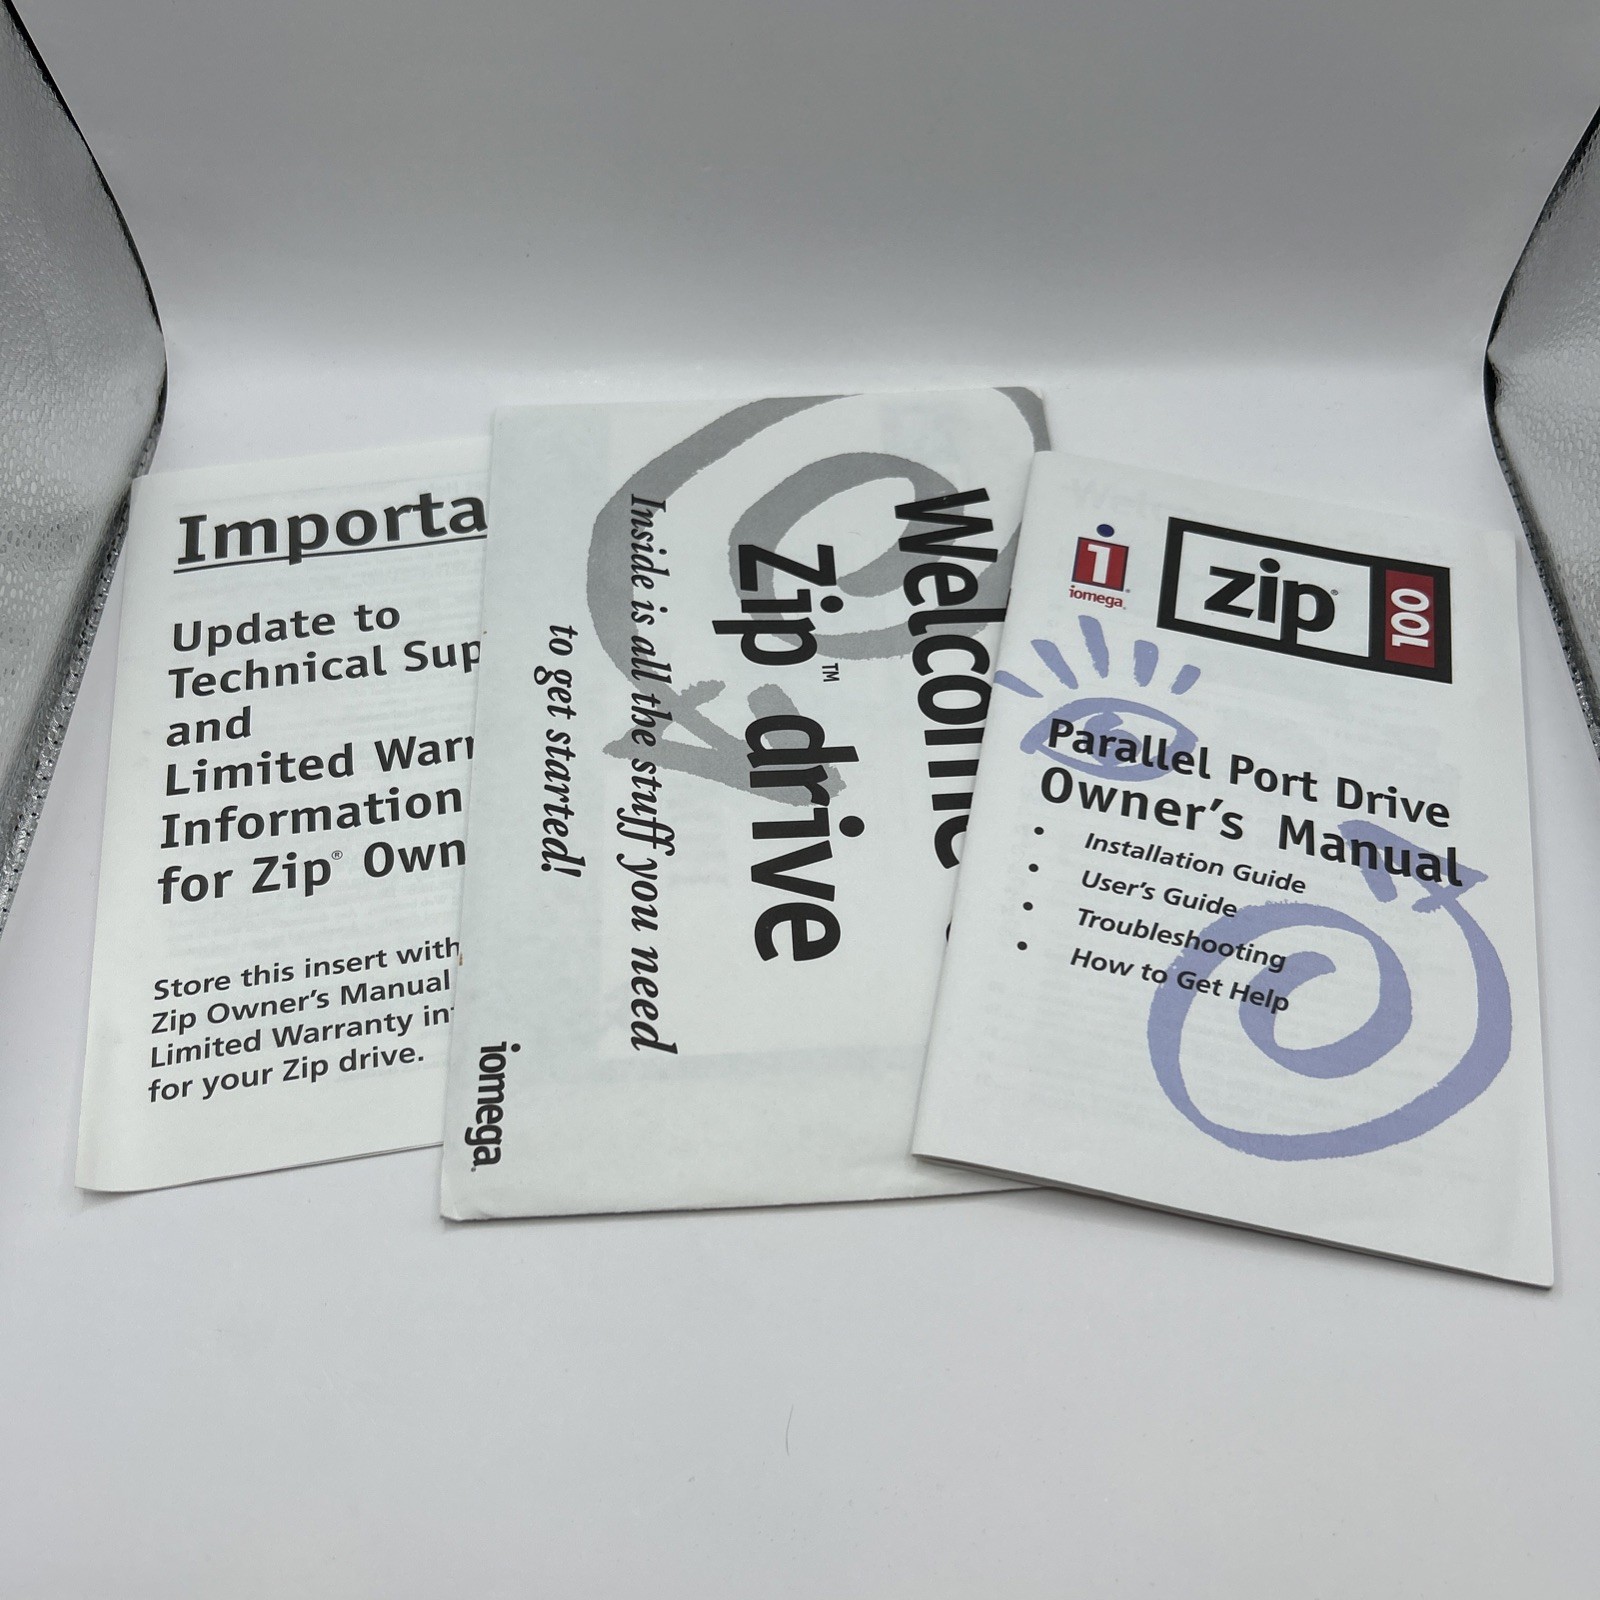 Importa
Update to
Technical Sup
and
Limited Warr
Information
for Zip® Own
Store this insert with
Zip Owner's Manual
Limited Warranty in
for your Zip drive.
Welcome
Zip™ drive
Inside is all the stuff you need
to get started!
iomega
iomega
zip 100
Parallel Port Drive
Owner's Manual
• Installation Guide
• User's Guide
• Troubleshooting
• How to Get Help